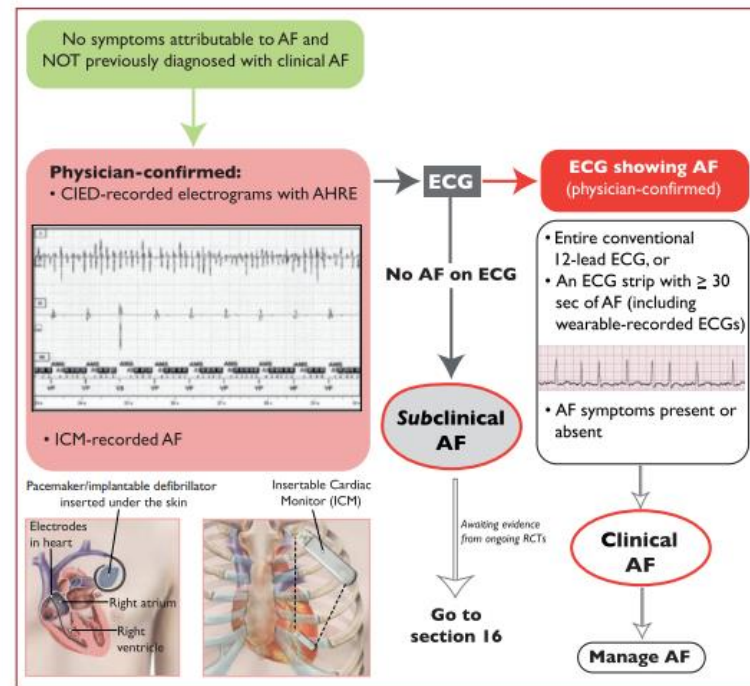 No symptoms attributable to AF and
NOT previously diagnosed with clinical AF
Physician-confirmed:
• CIED-recorded electrograms with AHRE
• ICM-recorded AF
ECG
ECG showing AF
(physician-confirmed)
No AF on ECG
• Entire conventional
12-lead ECG, or
• An ECG strip with ≥ 30
sec of AF (including
wearable-recorded ECGs)
• AF symptoms present or
absent
Subclinical
AF
Awaiting evidence
from ongoing RCTs
Go to
section 16
Clinical
AF
Manage AF
Pacemaker/implantable defibrillator
inserted under the skin
Electrodes
in heart
Right atrium
Right
ventricle
Insertable Cardiac
Monitor (ICM)